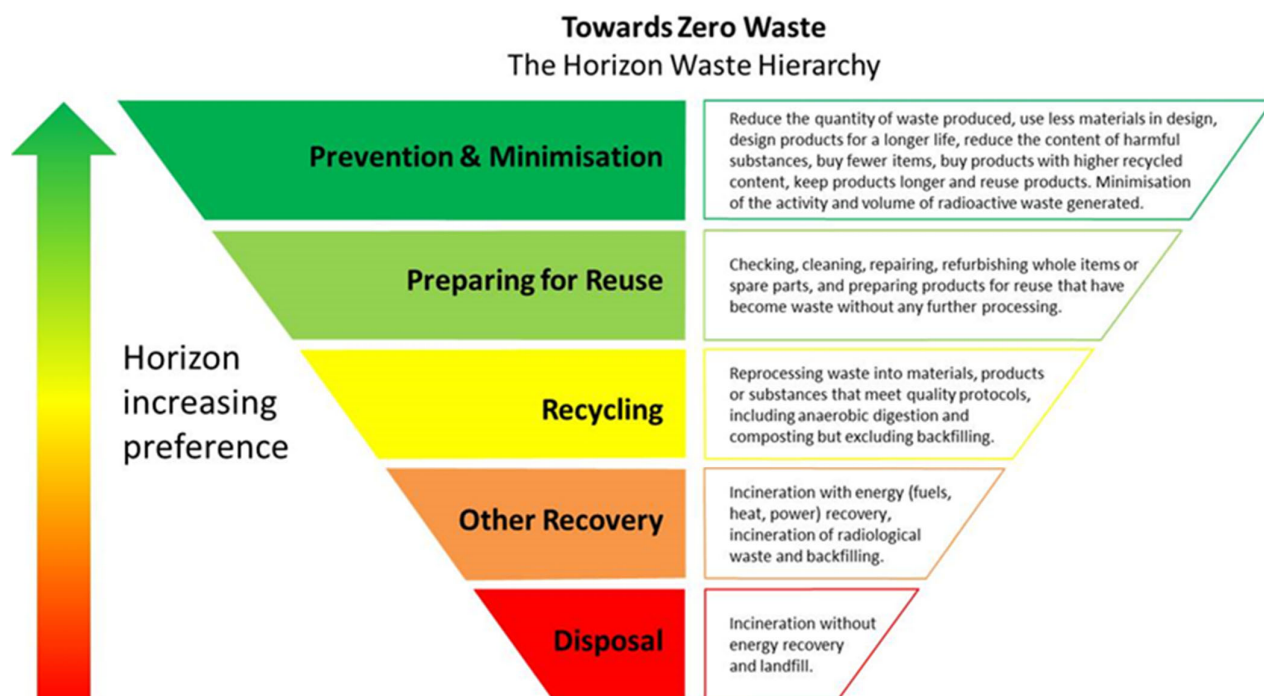 Towards Zero Waste
The Horizon Waste Hierarchy
Prevention & Minimisation
Reduce the quantity of waste produced, use less materials in design,
design products for a longer life, reduce the content of harmful
substances, buy fewer items, buy products with higher recycled
content, keep products longer and reuse products. Minimisation
of the activity and volume of radioactive waste generated.
Preparing for Reuse
Checking, cleaning, repairing, refurbishing whole items or
spare parts, and preparing products for reuse that have
become waste without any further processing.
Horizon
increasing
preference
Recycling
Reprocessing waste into materials, products
or substances that meet quality protocols,
including anaerobic digestion and
composting but excluding backfilling.
Other Recovery
Incineration with energy (fuels,
heat, power) recovery,
incineration of radiological
waste and backfilling.
Disposal
Incineration without
energy recovery
and landfill.